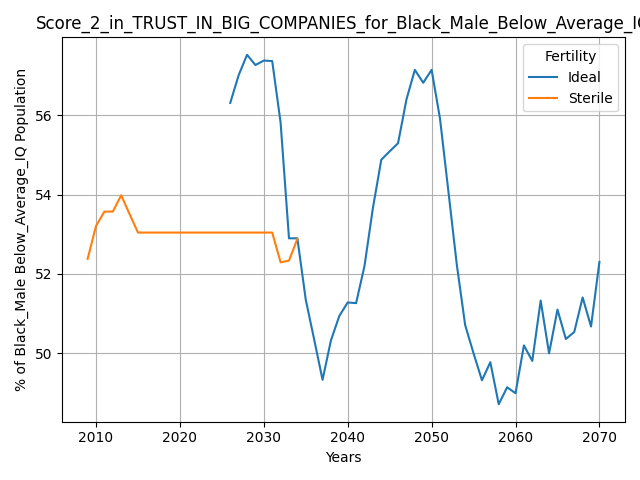 Score_2_in_TRUST_IN_BIG_COMPANIES_for_Black_Male_Below_Average_I
Fertility
Ideal
Sterile
% of Black_Male Below_Average_IQ Population
56
54
52
50
2010 2020 2030 2040 2050 2060 2070
Years